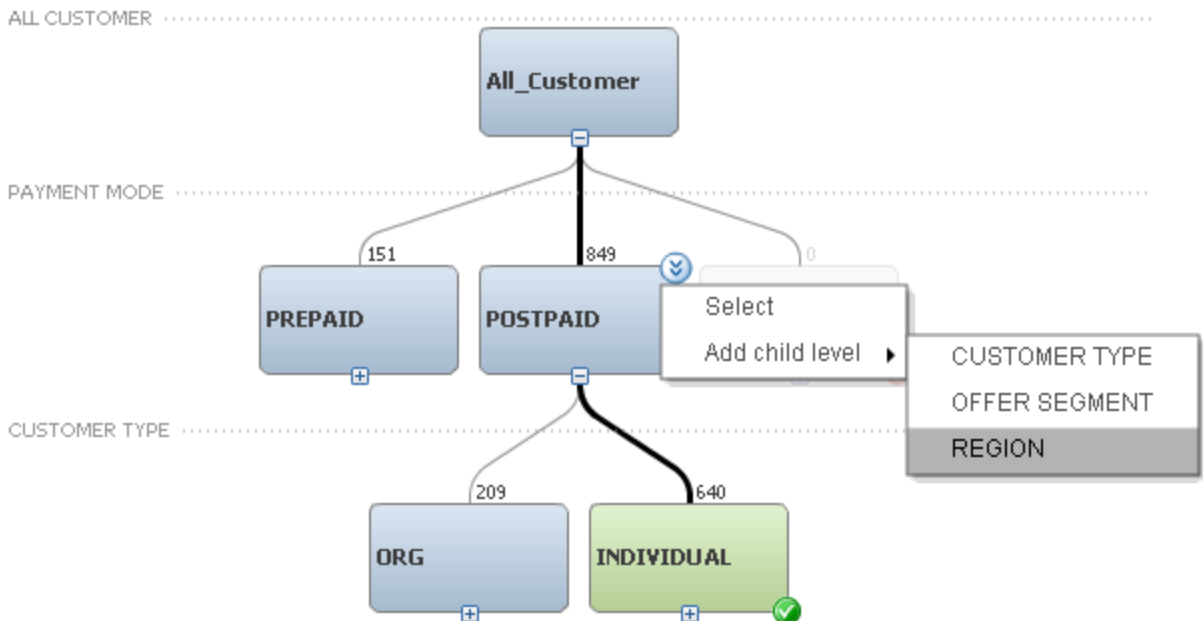 ALL CUSTOMER
All_Customer
PAYMENT MODE
151
849
0
PREPAID
POSTPAID
Select
Add child level
CUSTOMER TYPE
OFFER SEGMENT
REGION
CUSTOMER TYPE
209
640
ORG
INDIVIDUAL